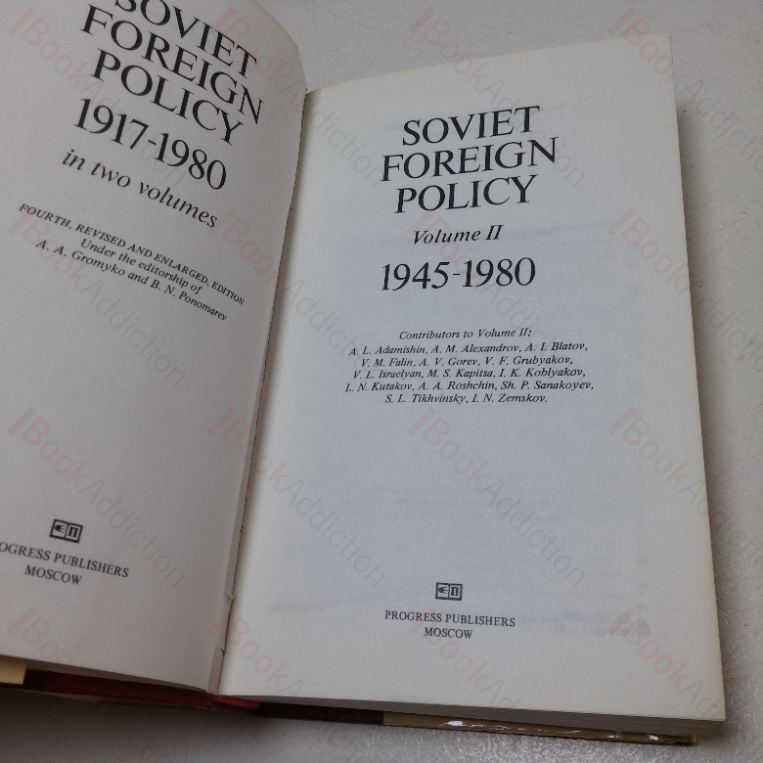 SOVIET
FOREIGN
POLICY
1917-1980
in two volumes
FOURTH, REVISED AND ENLARGED, EDITION
Under the editorship of
A. A. Gromyko and B. N. Ponomarev
OGRESS PUBLISHERS
MOSCOW
SOVIET
FOREIGN
POLICY
Volume II
1945-1980
Contributors to Volume II:
A. L. Adamishin, A. M. Alexandrov, A. I. Blatov,
V. M. Falin, A. V. Gorev, V. F. Grubyakov,
V. L. Israelyan, M. S. Kapitsa, I. K. Koblyakov,
L. N. Kutakov, A. A. Roshchin, Sh. P. Sanakoyev,
S. L. Tikhvinsky, I. N. Zemskov.
PROGRESS PUBLISHERS
MOSCOW
BookAddiction